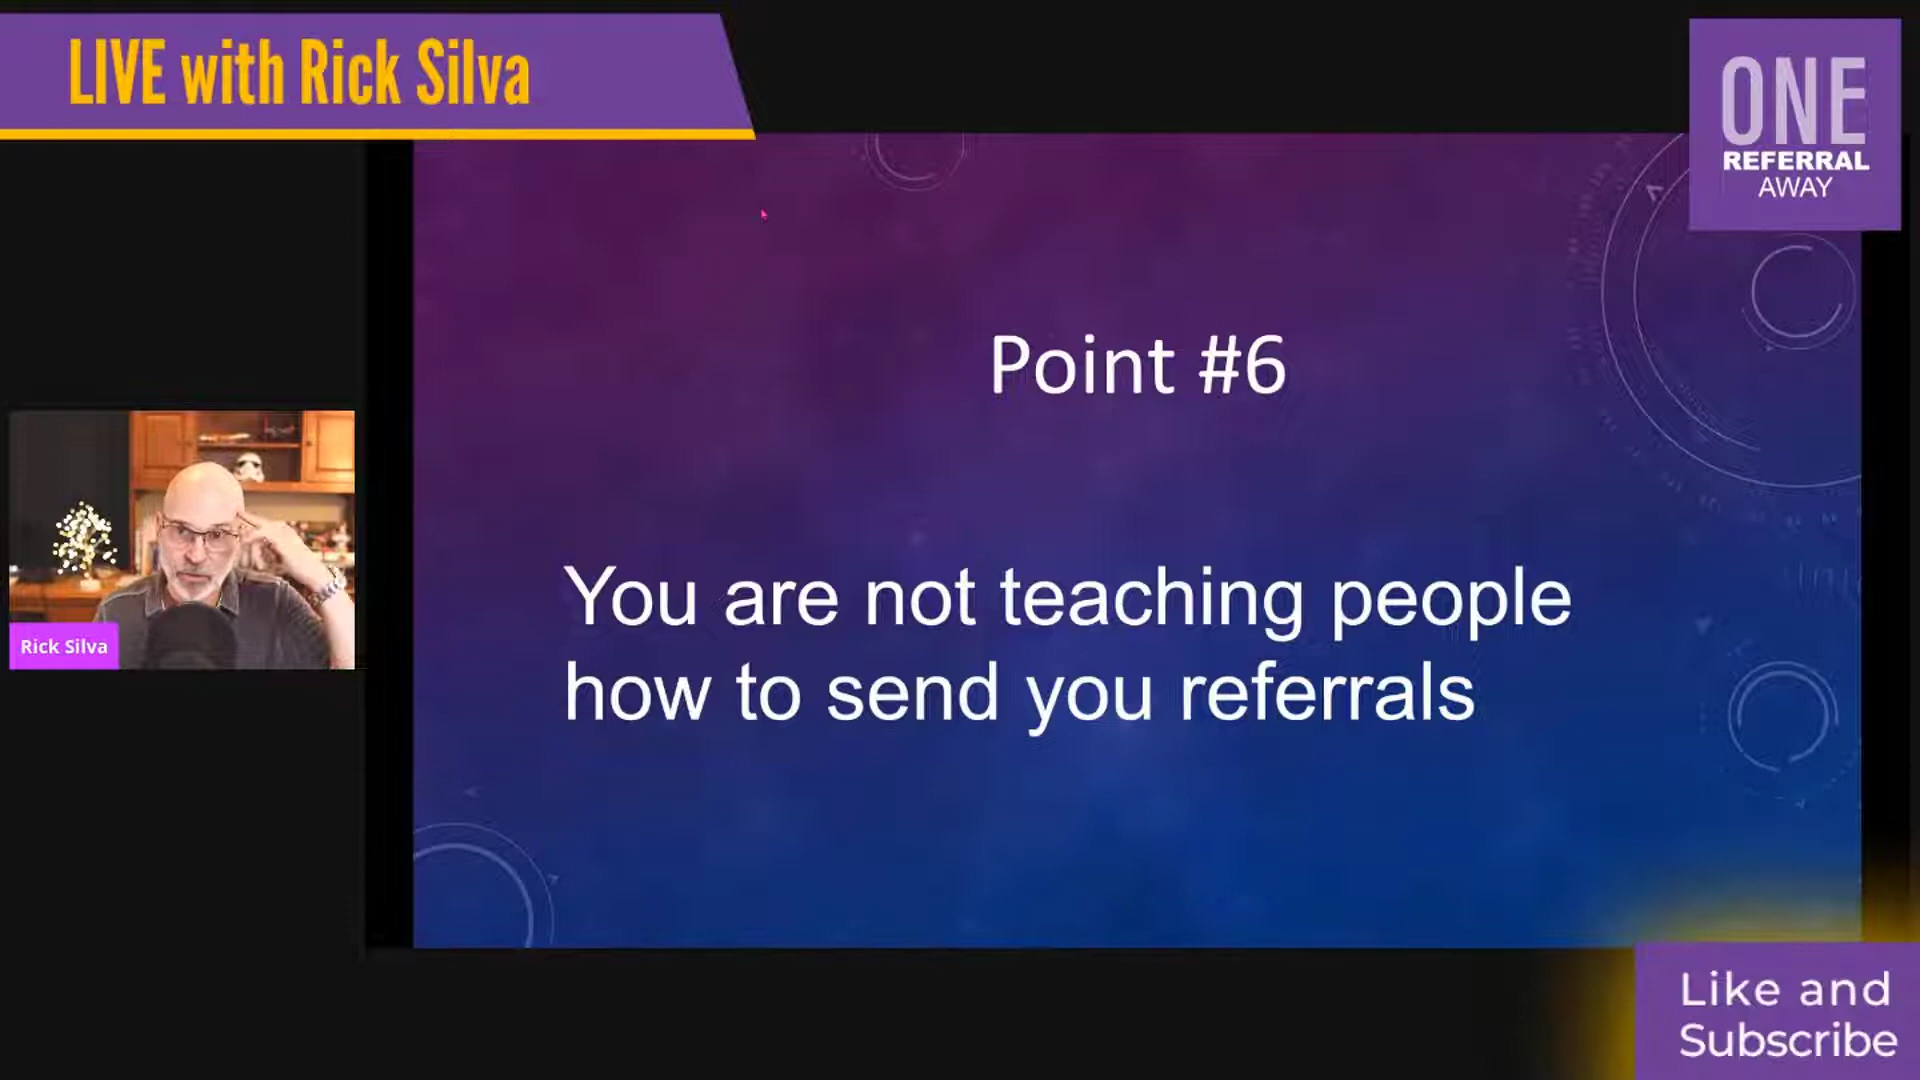 LIVE with Rick Silva
ONE
REFERRAL
AWAY
Point #6
You are not teaching people
how to send you referrals
Rick Silva
Like and
Subscribe